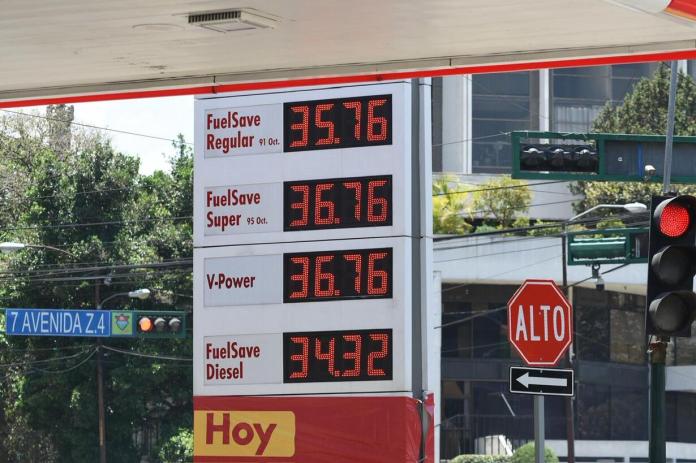 FuelSave
Regular 91 Oct.
35.76
FuelSave
Super 95 Oct.
36.76
V-Power
36.76
FuelSave
Diesel
34.32
Hoy
7 AVENIDA Z.4
ALTO